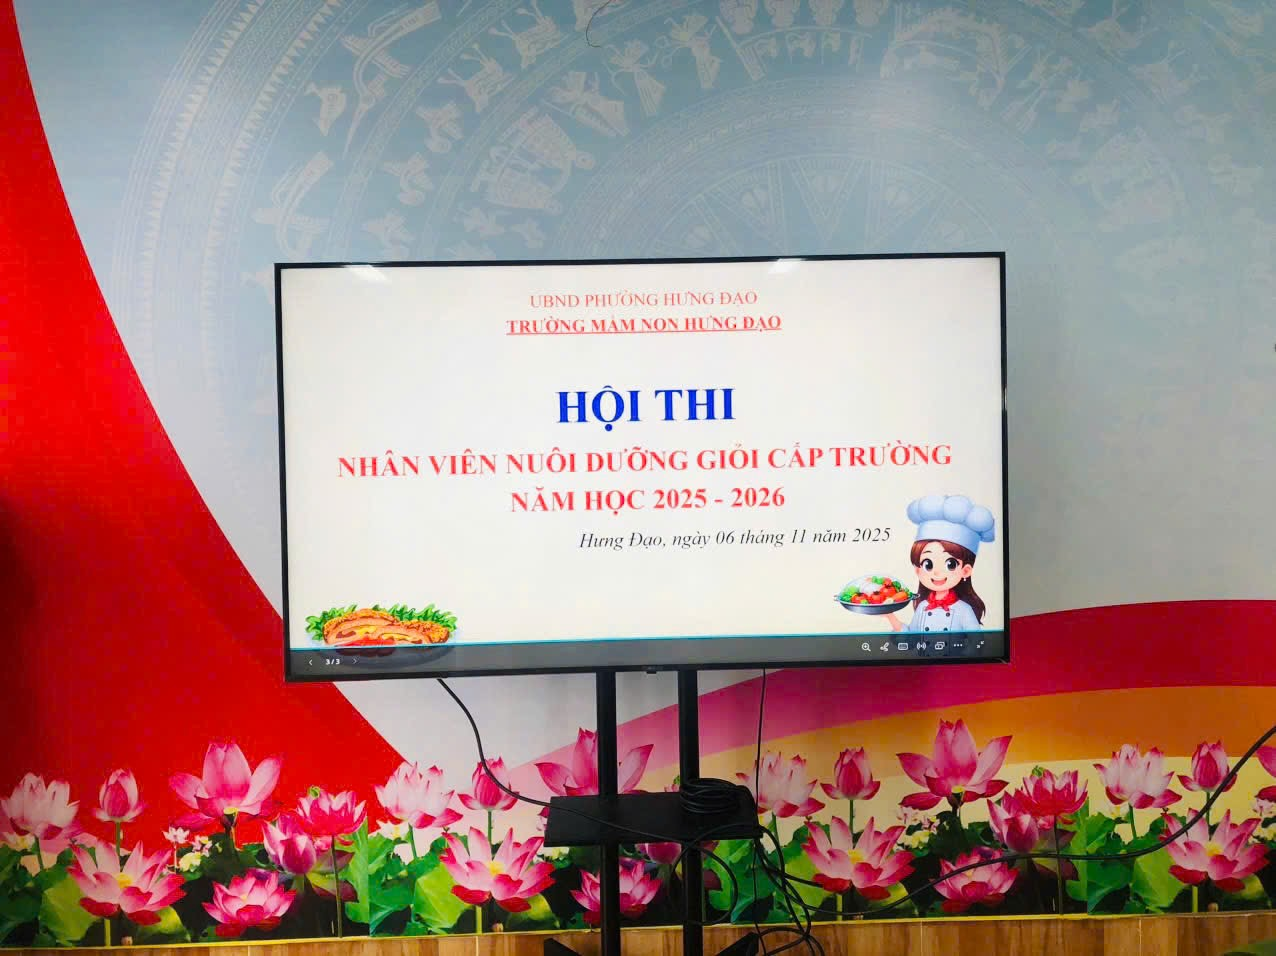 UBND PHƯỜNG HƯNG ĐẠO
TRƯỜNG MẦM NON HƯNG ĐẠO
HỘI THI
NHÂN VIÊN NUÔI DƯỠNG GIỎI CẤP TRƯỜNG
NĂM HỌC 2025 - 2026
Hưng Đạo, ngày 06 tháng 11 năm 2025
3/3